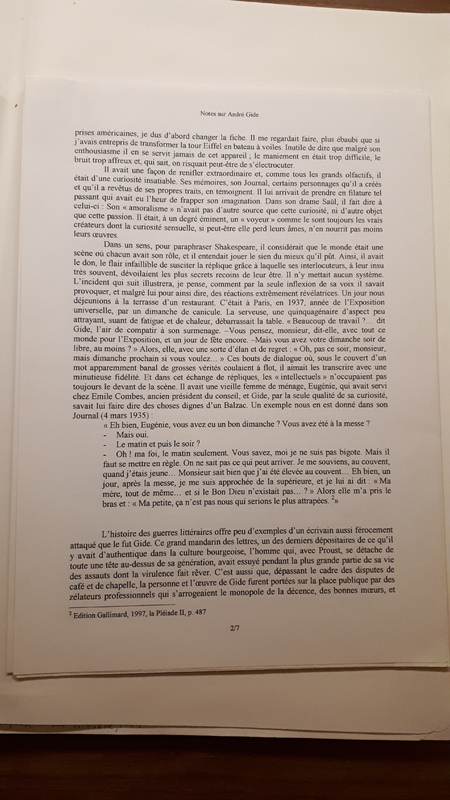 Notes sur André Gide
prises américaines, je dus d'abord changer la fiche. Il me regardait faire, plus ébaubi que si
j'avais entrepris de transformer la tour Eiffel en bateau à voiles. Inutile de dire que malgré son
enthousiasme il en se servit jamais de cet appareil ; le maniement en était trop difficile, le
bruit trop affreux et, qui sait, on risquait peut-être de s'électrocuter.
Il avait une façon de renifler extraordinaire et, comme tous les grands olfactifs, il
était d'une curiosité insatiable. Ses mémoires, son Journal, certains personnages qu'il a créés
et qu'il a revêtus de ses propres traits, en témoignent. Il lui arrivait de prendre en filature tel
passant qui avait eu l'heur de frapper son imagination. Dans son drame Saül, il fait dire à
celui-ci : Son « amoralisme » n'avait pas d'autre source que cette curiosité, ni d'autre objet
que cette passion. Il était, à un degré éminent, un « voyeur » comme le sont toujours les vrais
créateurs dont la curiosité sensuelle, si peut-être elle perd leurs âmes, n'en nourrit pas moins
leurs œuvres.
Dans un sens, pour paraphraser Shakespeare, il considérait que le monde était une
scène où chacun avait son rôle, et il entendait jouer le sien du mieux qu'il pût. Ainsi, il avait
le don, le flair infaillible de susciter la réplique grâce à laquelle ses interlocuteurs, à leur insu
très souvent, dévoilaient les plus secrets recoins de leur être. Il n'y mettait aucun système.
L'incident qui suit illustrera, je pense, comment par la seule inflexion de sa voix il savait
provoquer, et malgré lui pour ainsi dire, des réactions extrêmement révélatrices. Un jour nous
déjeunions à la terrasse d'un restaurant. C'était à Paris, en 1937, année de l'Exposition
universelle, par un dimanche de canicule. La serveuse, une quinquagénaire d'aspect peu
attrayant, suant de fatigue et de chaleur, débarrassait la table. « Beaucoup de travail ?... dit
Gide, l'air de compatir à son surmenage. –Vous pensez, monsieur, dit-elle, avec tout ce
monde pour l'Exposition, et un jour de fête encore. –Mais vous avez votre dimanche soir de
libre, au moins ? » Alors, elle, avec une sorte d'élan et de regret : « Oh, pas ce soir, monsieur,
mais dimanche prochain si vous voulez... » Ces bouts de dialogue où, sous le couvert d'un
mot apparemment banal de grosses vérités coulaient à flot, il aimait les transcrire avec une
minutieuse fidélité. Et dans cet échange de répliques, les « intellectuels » n'occupaient pas
toujours le devant de la scène. Il avait une vieille femme de ménage, Eugénie, qui avait servi
chez Emile Combes, ancien président du conseil, et Gide, par la seule qualité de sa curiosité,
savait lui faire dire des choses dignes d'un Balzac. Un exemple nous en est donné dans son
Journal (4 mars 1935) :
« Eh bien, Eugénie, vous avez eu un bon dimanche ? Vous avez été à la messe ?
- Mais oui.
- Le matin et puis le soir ?
- Oh ! ma foi, le matin seulement. Vous savez, moi je ne suis pas bigote. Mais il
faut se mettre en règle. On ne sait pas ce qui peut arriver. Je me souviens, au couvent,
quand j'étais jeune... Monsieur sait bien que j'ai été élevée au couvent... Eh bien, un
jour, après la messe, je me suis approchée de la supérieure, et je lui ai dit : « Ma
mère, tout de même... et si le Bon Dieu n'existait pas... ? » Alors elle m'a pris le
bras et : « Ma petite, ça n'est pas nous qui serions le plus attrapées. 2»
L'histoire des guerres littéraires offre peu d'exemples d'un écrivain aussi férocement
attaqué que le fut Gide. Ce grand mandarin des lettres, un des derniers dépositaires de ce qu'il
y avait d'authentique dans la culture bourgeoise, l'homme qui, avec Proust, se détache de
toute une tête au-dessus de sa génération, avait essuyé pendant la plus grande partie de sa vie
des assauts dont la virulence fait rêver. C'est aussi que, dépassant le cadre des disputes de
café et de chapelle, la personne et l'œuvre de Gide furent portées sur la place publique par des
zélateurs professionnels qui s'arrogeaient le monopole de la décence, des bonnes mœurs, et
2 Edition Gallimard, 1997, la Pléiade II, p. 487
2/7